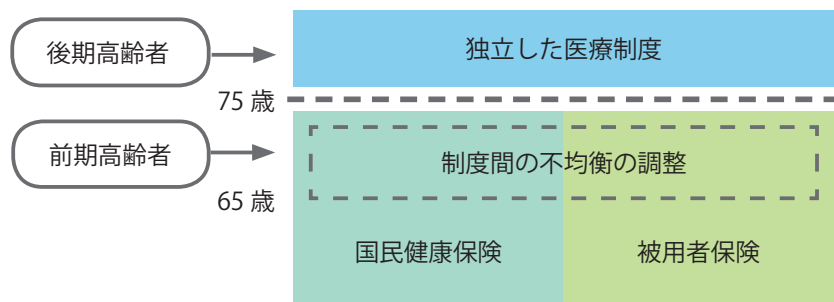 後期高齢者
独立した医療制度
75 歳
前期高齢者
制度間の不均衡の調整
65 歳
国民健康保険
被用者保険